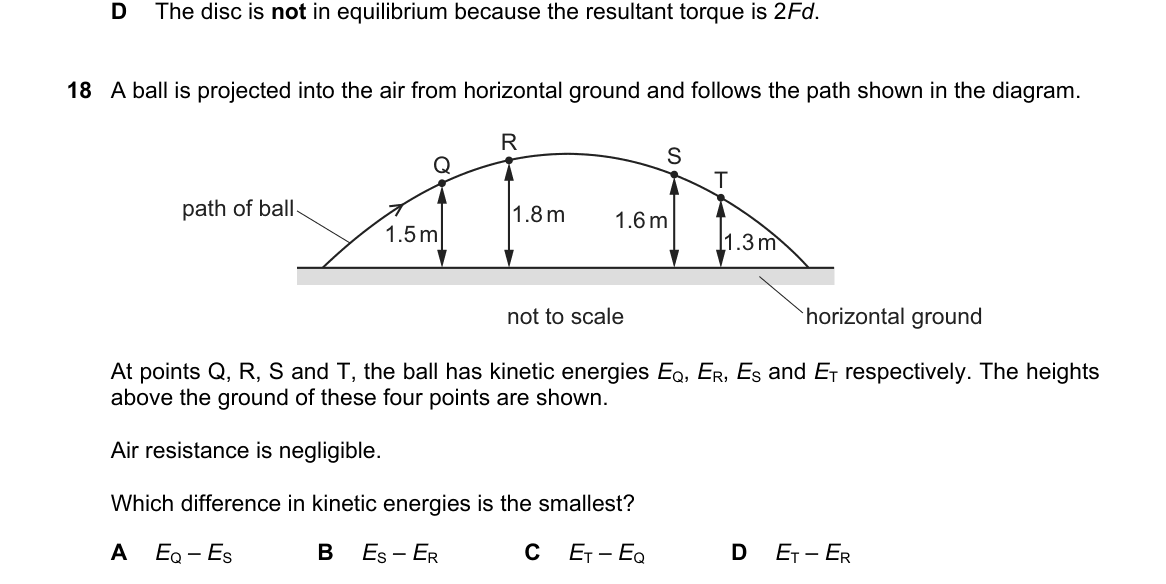 D The disc is not in equilibrium because the resultant torque is 2Fd.
18 A ball is projected into the air from horizontal ground and follows the path shown in the diagram.
R
Q
S
T
path of ball
1.5 m
1.8 m
1.6 m
1.3 m
not to scale
horizontal ground
At points Q, R, S and T, the ball has kinetic energies EQ, ER, ES and ET respectively. The heights
above the ground of these four points are shown.
Air resistance is negligible.
Which difference in kinetic energies is the smallest?
A EQ – ES B ES – ER C ET – EQ D ET – ER